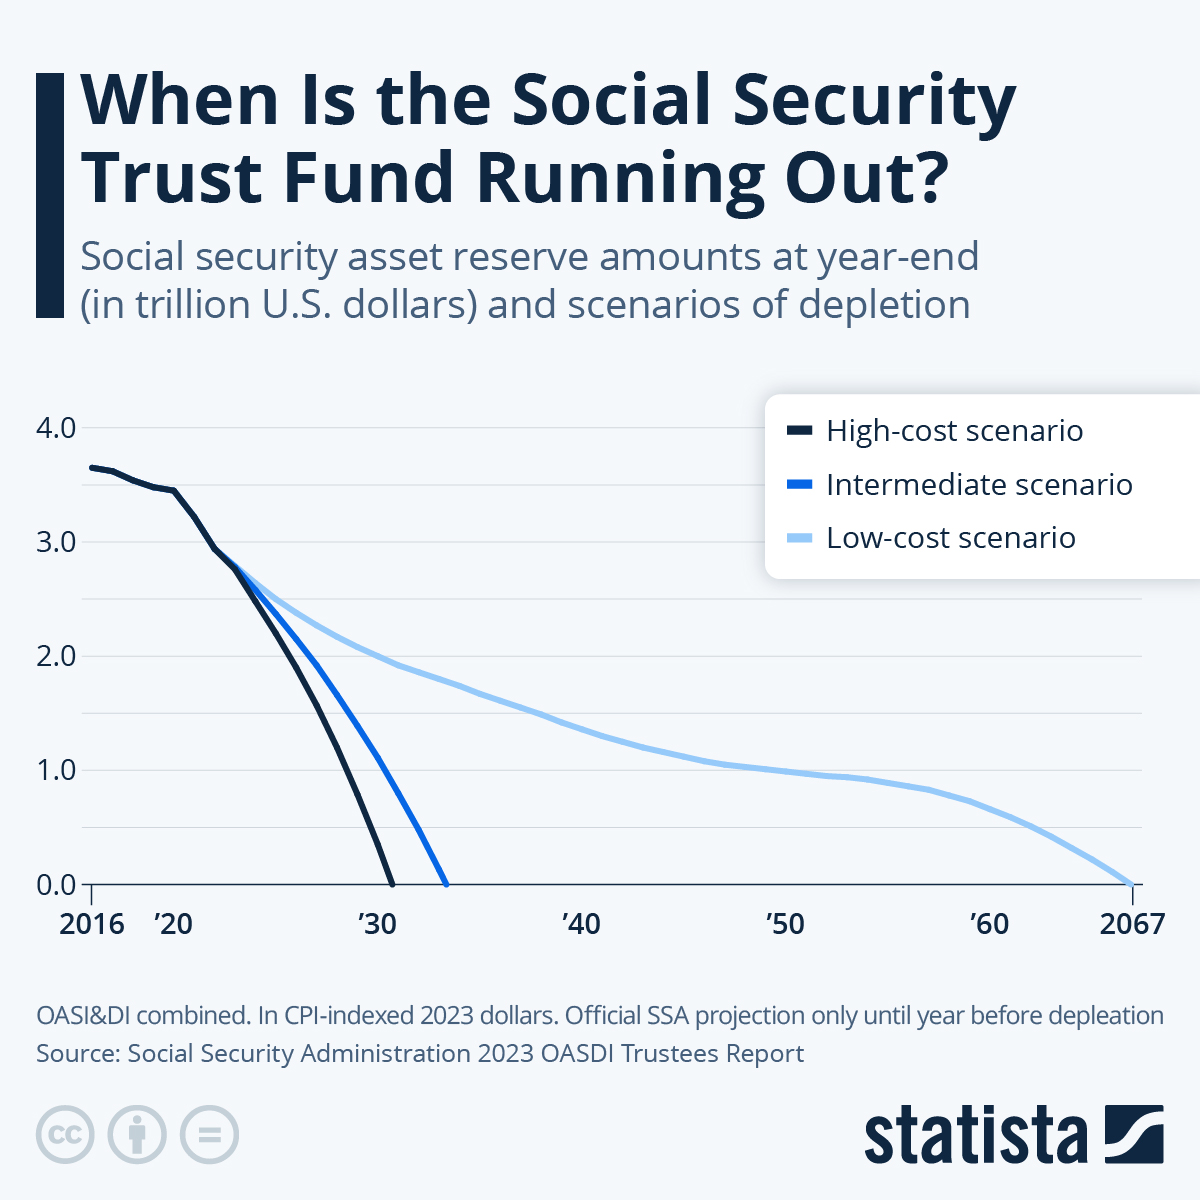 When Is the Social Security
Trust Fund Running Out?
Social security asset reserve amounts at year-end
(in trillion U.S. dollars) and scenarios of depletion
High-cost scenario
Intermediate scenario
Low-cost scenario
4.0
3.0
2.0
1.0
0.0
2016 ’20 ’30 ’40 ’50 ’60 2067
OASI&DI combined. In CPI-indexed 2023 dollars. Official SSA projection only until year before depleation
Source: Social Security Administration 2023 OASDI Trustees Report
cc
statista